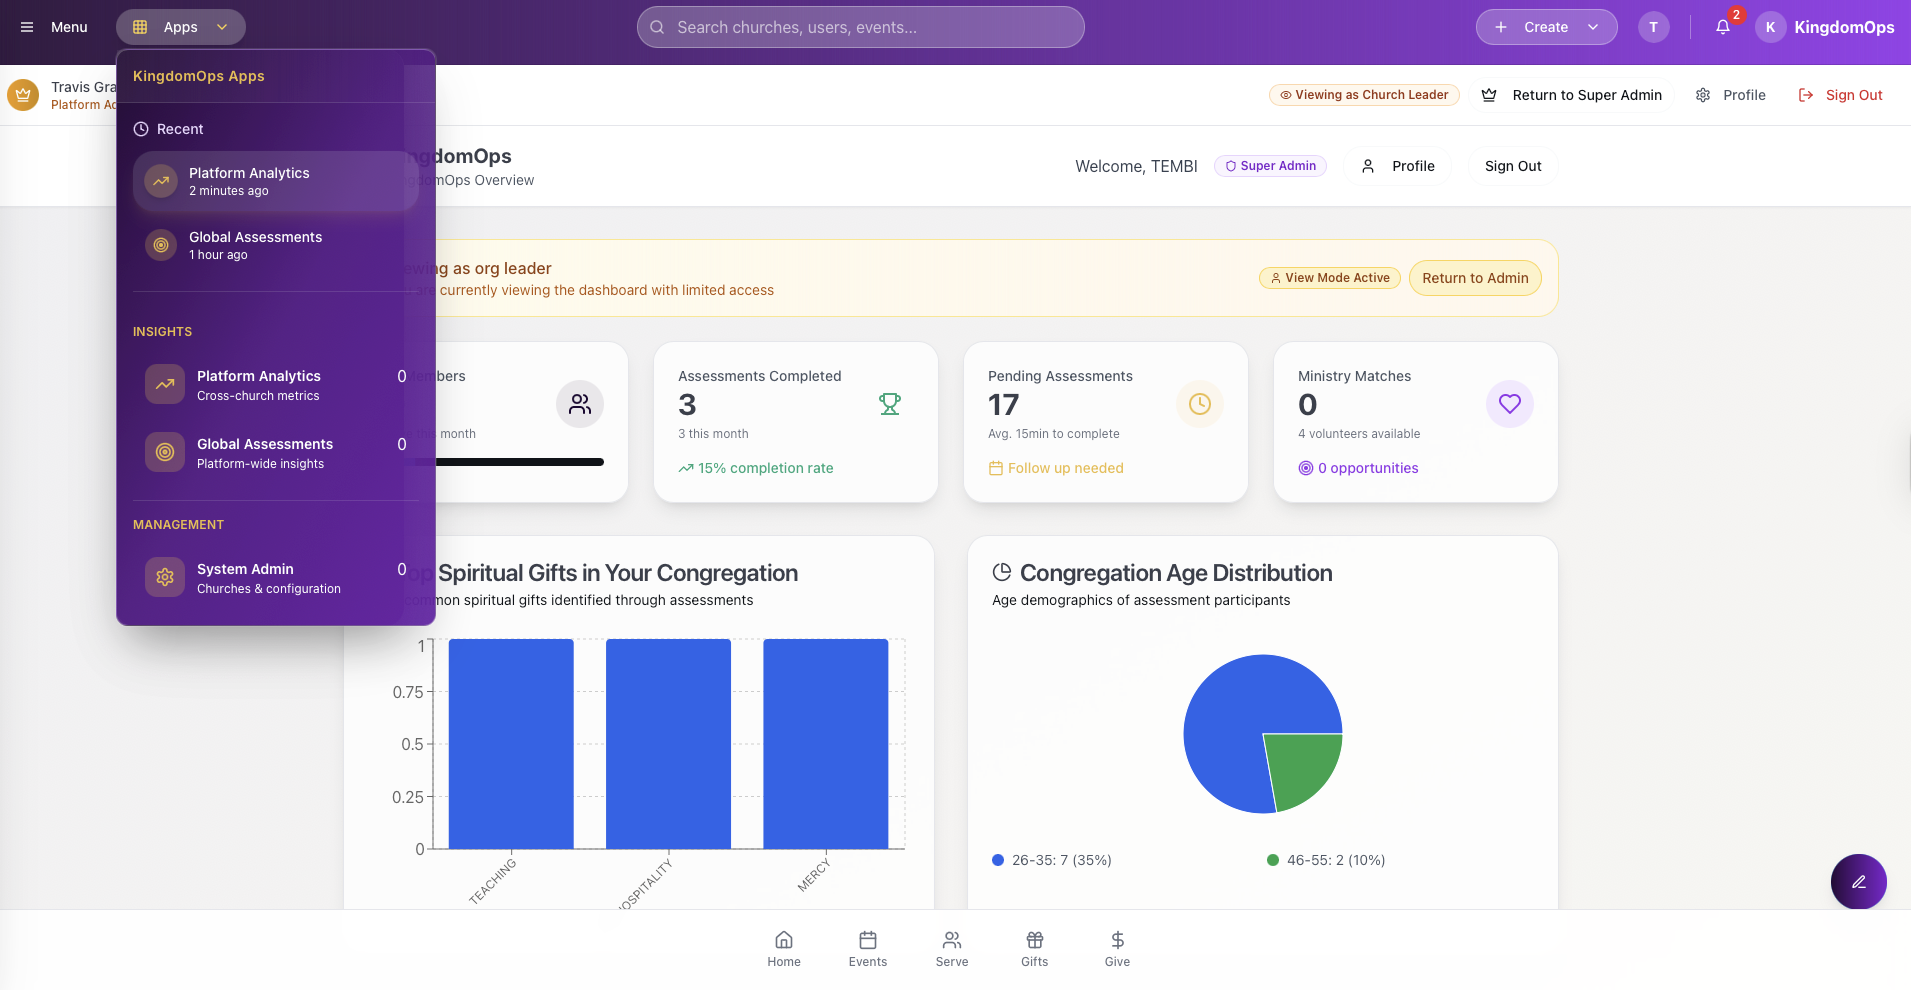 Menu
Apps
Search churches, users, events...
Create
T
2
K
KingdomOps
Travis Gra
Platform Ad
Viewing as Church Leader
Return to Super Admin
Profile
Sign Out
KingdomOps Apps
Recent
Platform Analytics
2 minutes ago
Global Assessments
1 hour ago
INSIGHTS
Platform Analytics
0
Cross-church metrics
Global Assessments
0
Platform-wide insights
MANAGEMENT
System Admin
0
Churches & configuration
ngdomOps
gdomOps Overview
Welcome, TEMBI
Super Admin
Profile
Sign Out
ewing as org leader
are currently viewing the dashboard with limited access
View Mode Active
Return to Admin
Members
this month
Assessments Completed
3
3 this month
15% completion rate
Pending Assessments
17
Avg. 15min to complete
Follow up needed
Ministry Matches
0
4 volunteers available
0 opportunities
op Spiritual Gifts in Your Congregation
common spiritual gifts identified through assessments
1
0.75
0.5
0.25
0
TEACHING
HOSPITALITY
MERCY
Congregation Age Distribution
Age demographics of assessment participants
26-35: 7 (35%)
46-55: 2 (10%)
Home
Events
Serve
Gifts
Give